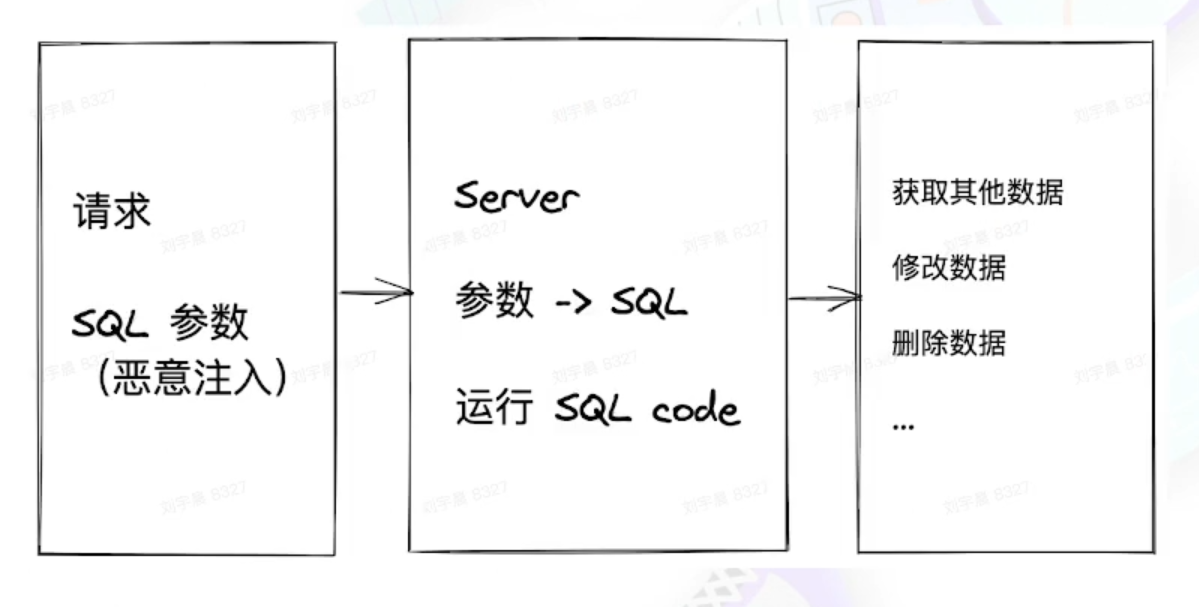 请求
SQL 参数
（恶意注入）
Server
参数 -> SQL
运行 SQL code
获取其他数据
修改数据
删除数据
...
刘宇晨 8327